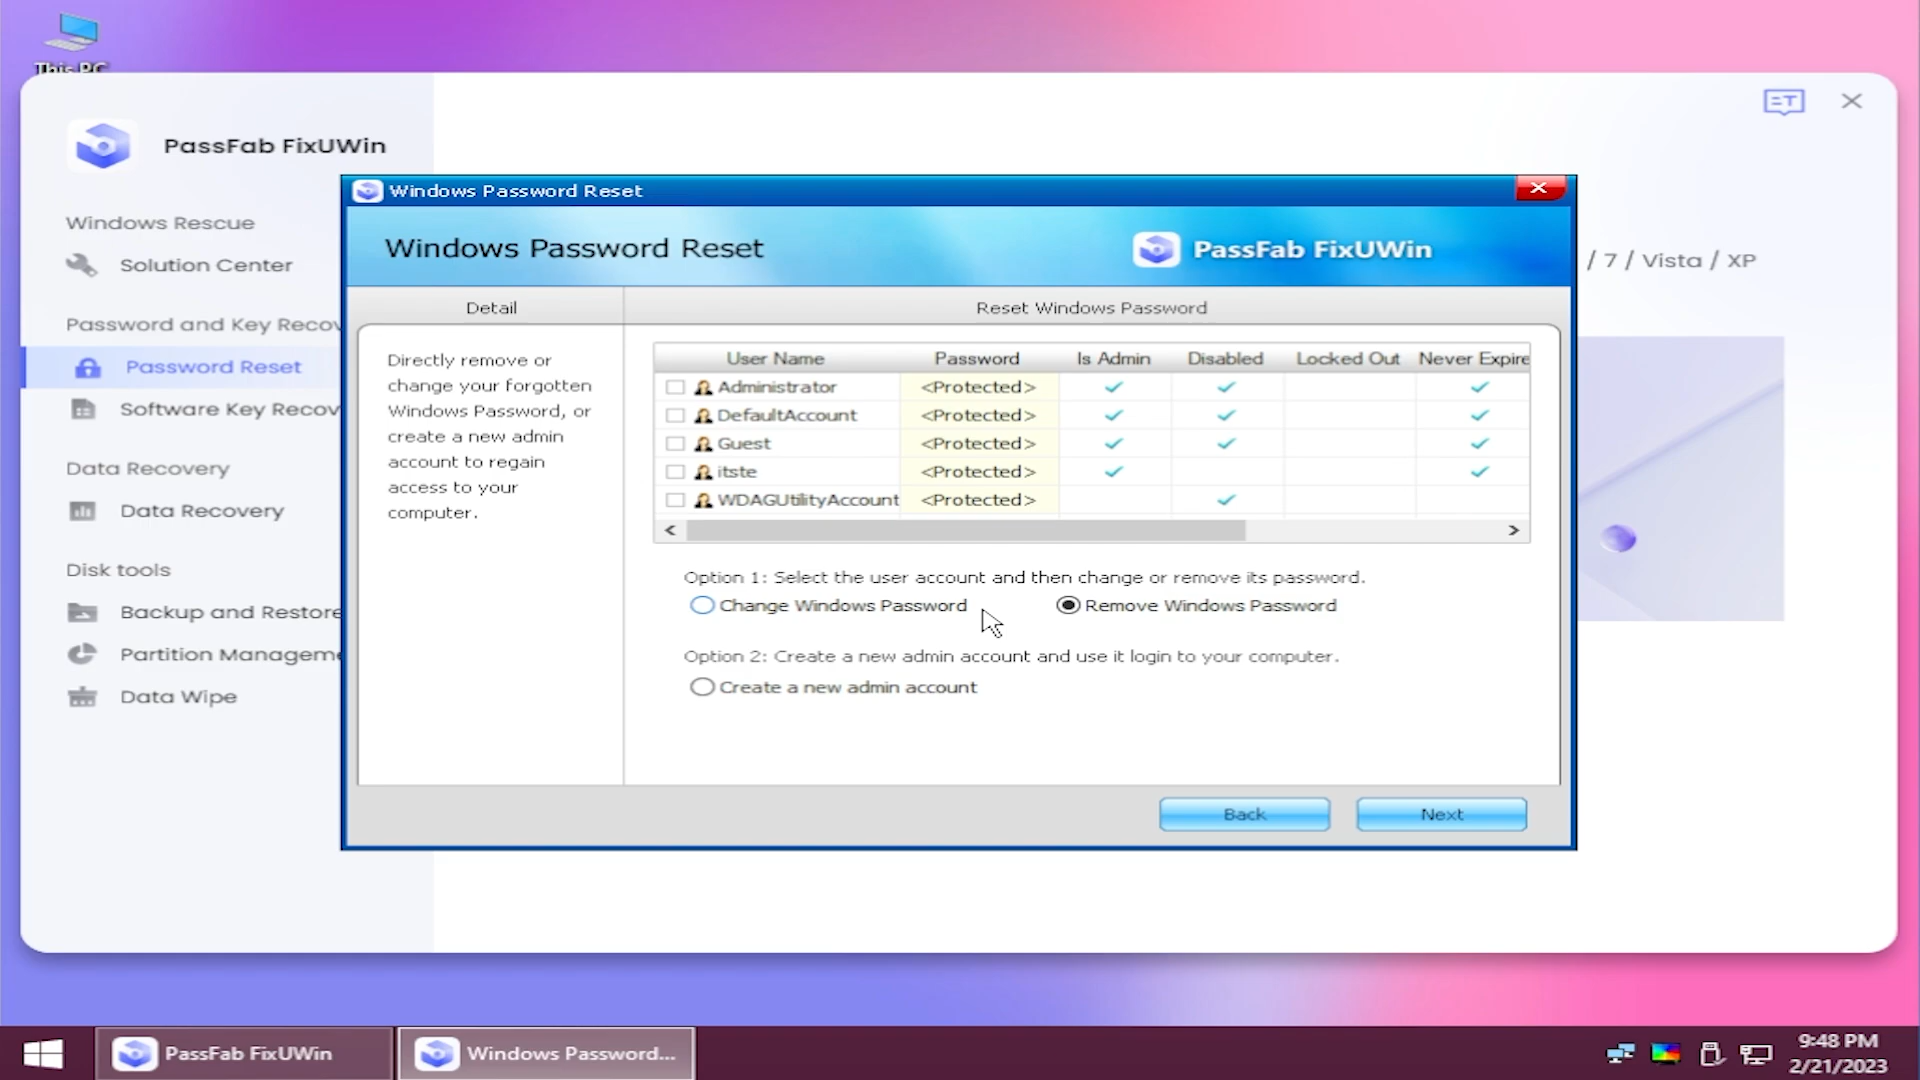 This PC
PassFab FixUWin
Windows Rescue
Solution Center
Password and Key Recov
Password Reset
Software Key Recov
Data Recovery
Data Recovery
Disk tools
Backup and Restore
Partition Manageme
Data Wipe
/ 7 / Vista / XP
Windows Password Reset
Windows Password Reset
PassFab FixUWin
Detail
Reset Windows Password
Directly remove or
change your forgotten
Windows Password, or
create a new admin
account to regain
access to your
computer.
User Name Password Is Admin Disabled Locked Out Never Expire
Administrator <Protected>
DefaultAccount <Protected>
Guest <Protected>
itste <Protected>
WDAGUtilityAccount <Protected>
Option 1: Select the user account and then change or remove its password.
Change Windows Password Remove Windows Password
Option 2: Create a new admin account and use it login to your computer.
Create a new admin account
Back Next
PassFab FixUWin
Windows Password...
9:48 PM
2/21/2023